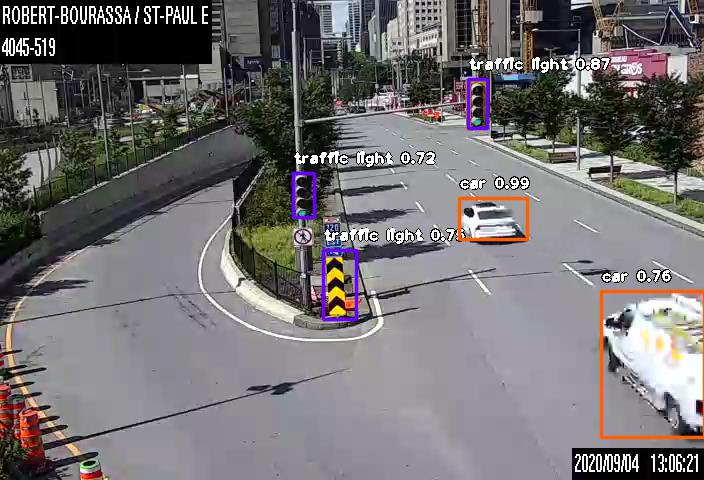 ROBERT-BOURASSA / ST-PAUL E
4045-519
traffic light 0.87
traffic light 0.72
car 0.99
traffic light 0.75
car 0.76
2020/09/04 13:06:21